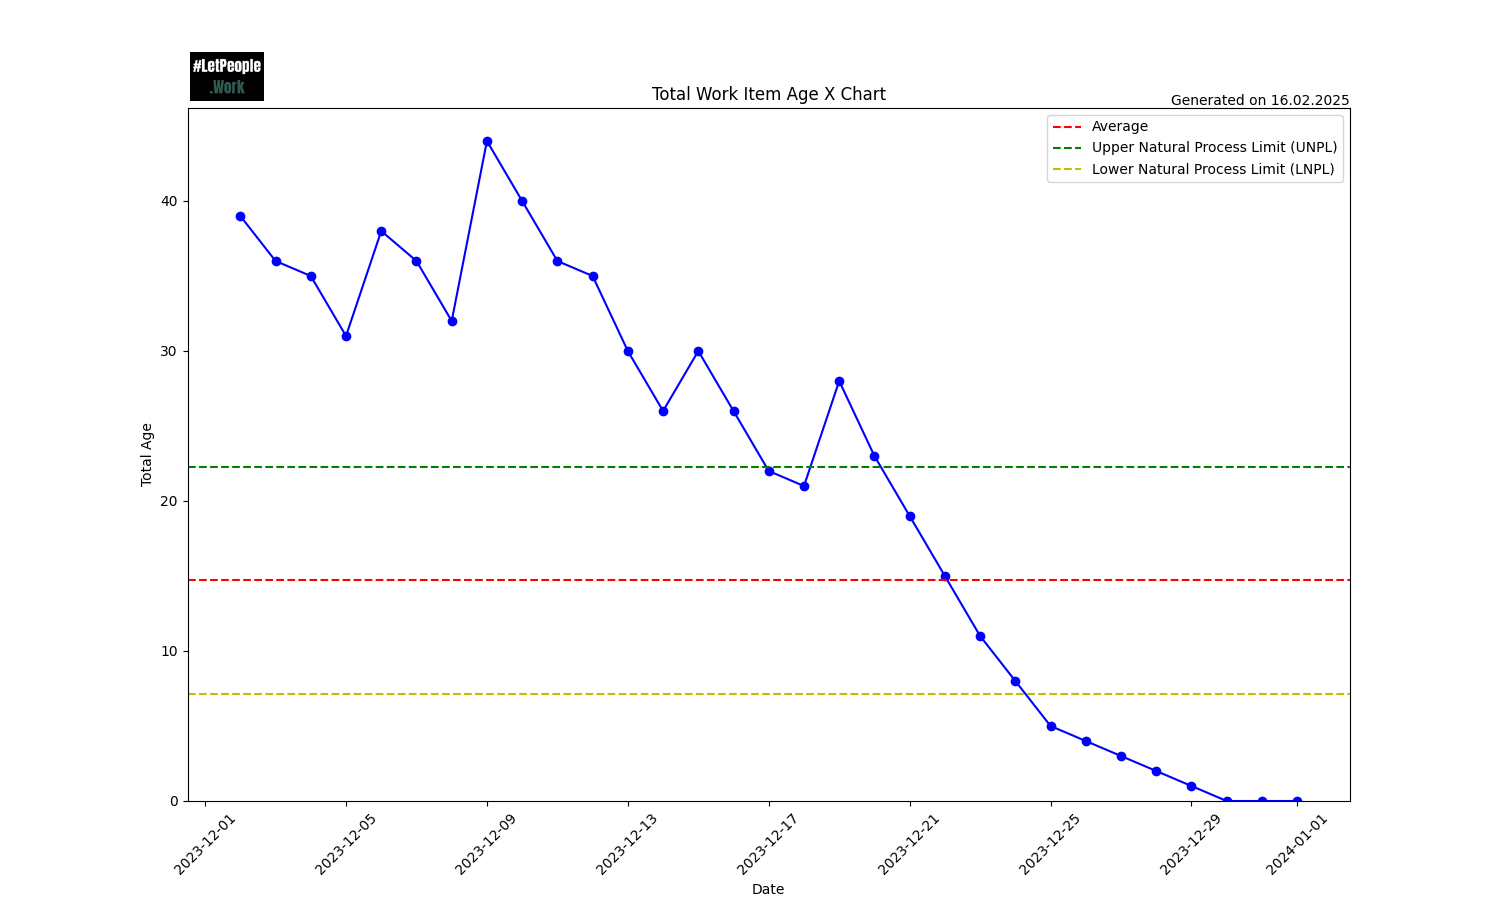 #LetPeople
.Work
Total Work Item Age X Chart
Generated on 16.02.2025
Average
Upper Natural Process Limit (UNPL)
Lower Natural Process Limit (LNPL)
40
30
20
10
0
Total Age
2023-12-01
2023-12-05
2023-12-09
2023-12-13
2023-12-17
2023-12-21
2023-12-25
2023-12-29
2024-01-01
Date